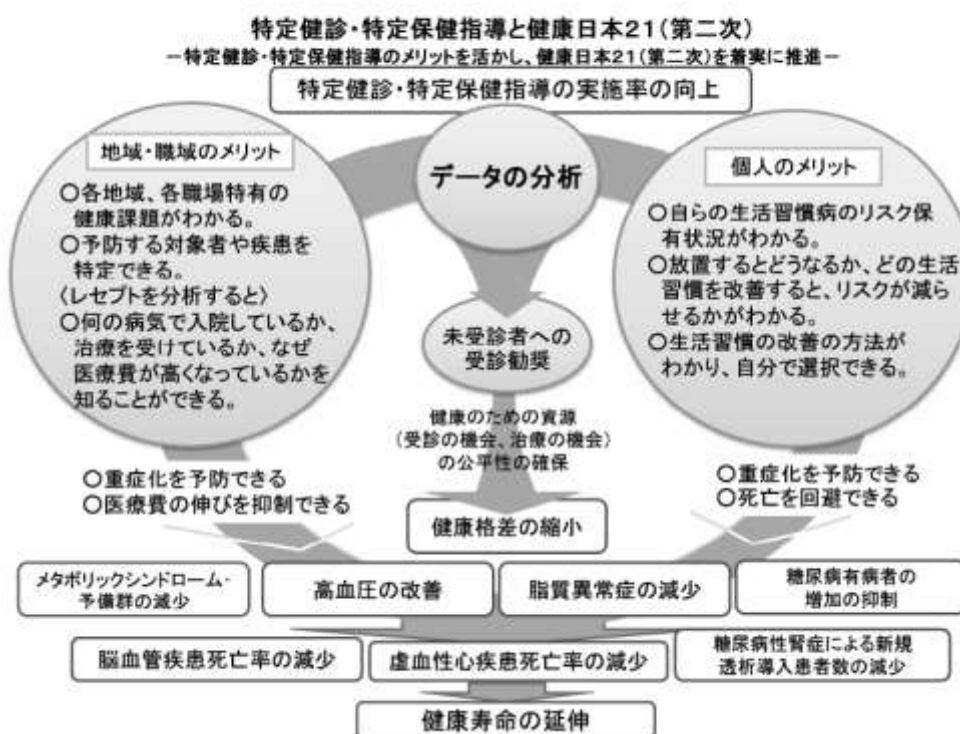 特定健診・特定保健指導と健康日本21(第二次)
－特定健診・特定保健指導のメリットを活かし、健康日本21(第二次)を着実に推進－
特定健診・特定保健指導の実施率の向上
地域・職域のメリット
〇各地域、各職場特有の
健康課題がわかる。
〇予防する対象者や疾患を
特定できる。
〈レセプトを分析すると〉
〇何の病気で入院しているか、
治療を受けているか、なぜ
医療費が高くなっているかを
知ることができる。
データの分析
個人のメリット
〇自らの生活習慣病のリスク保
有状況がわかる。
〇放置するとどうなるか、どの生活
習慣を改善すると、リスクが減ら
せるかがわかる。
〇生活習慣の改善の方法が
わかり、自分で選択できる。
未受診者への
受診勧奨
健康のための資源
(受診の機会、治療の機会)
の公平性の確保
〇重症化を予防できる
〇医療費の伸びを抑制できる
〇重症化を予防できる
〇死亡を回避できる
健康格差の縮小
メタボリックシンドローム・
予備群の減少
高血圧の改善
脂質異常症の減少
糖尿病有病者の
増加の抑制
脳血管疾患死亡率の減少
虚血性心疾患死亡率の減少
糖尿病性腎症による新規
透析導入患者数の減少
健康寿命の延伸